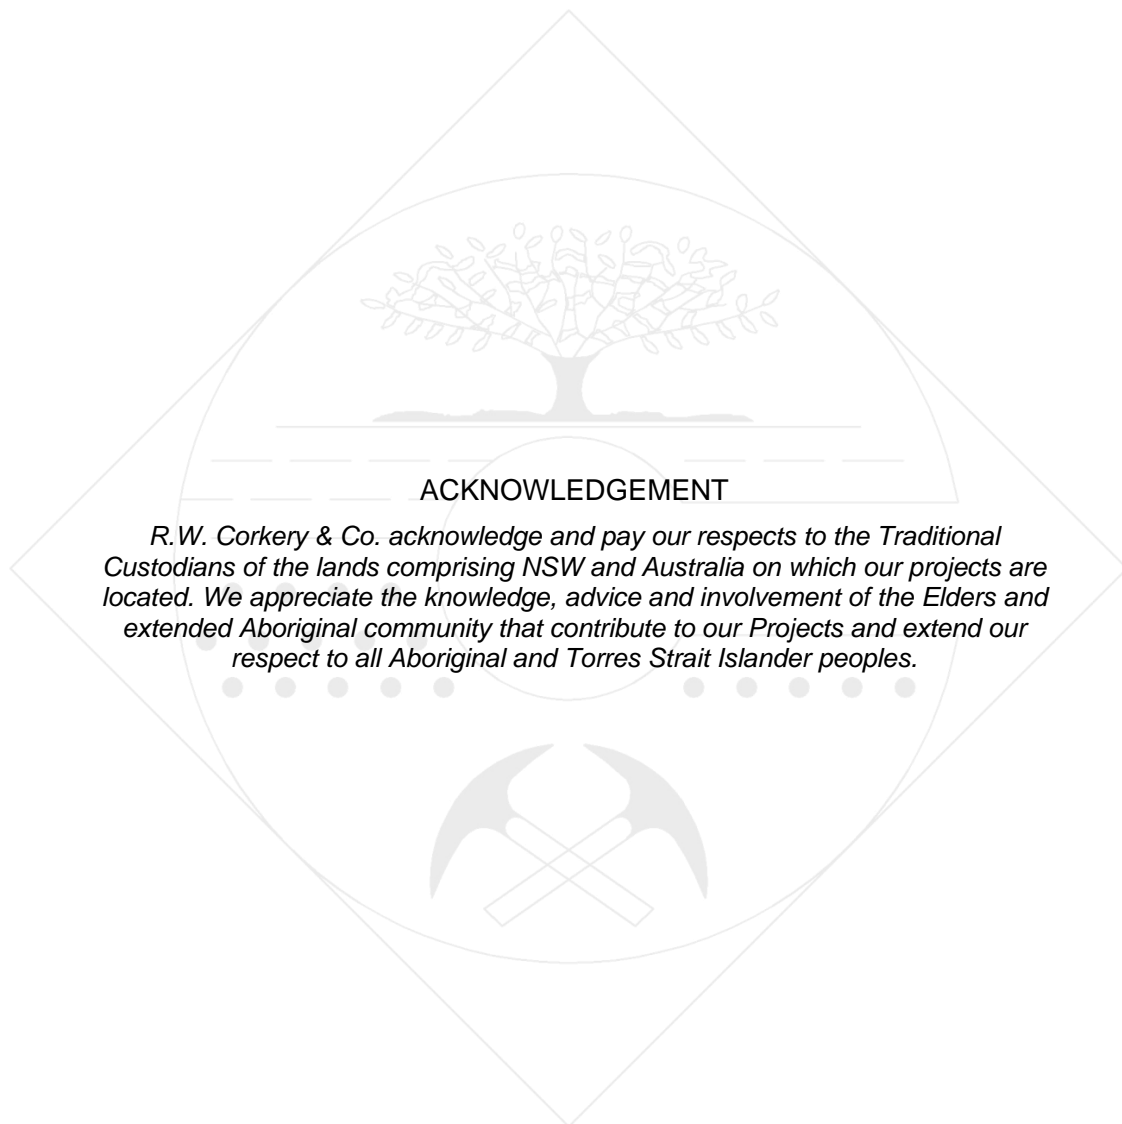 ACKNOWLEDGEMENT
R.W. Corkery & Co. acknowledge and pay our respects to the Traditional
Custodians of the lands comprising NSW and Australia on which our projects are
located. We appreciate the knowledge, advice and involvement of the Elders and
extended Aboriginal community that contribute to our Projects and extend our
respect to all Aboriginal and Torres Strait Islander peoples.